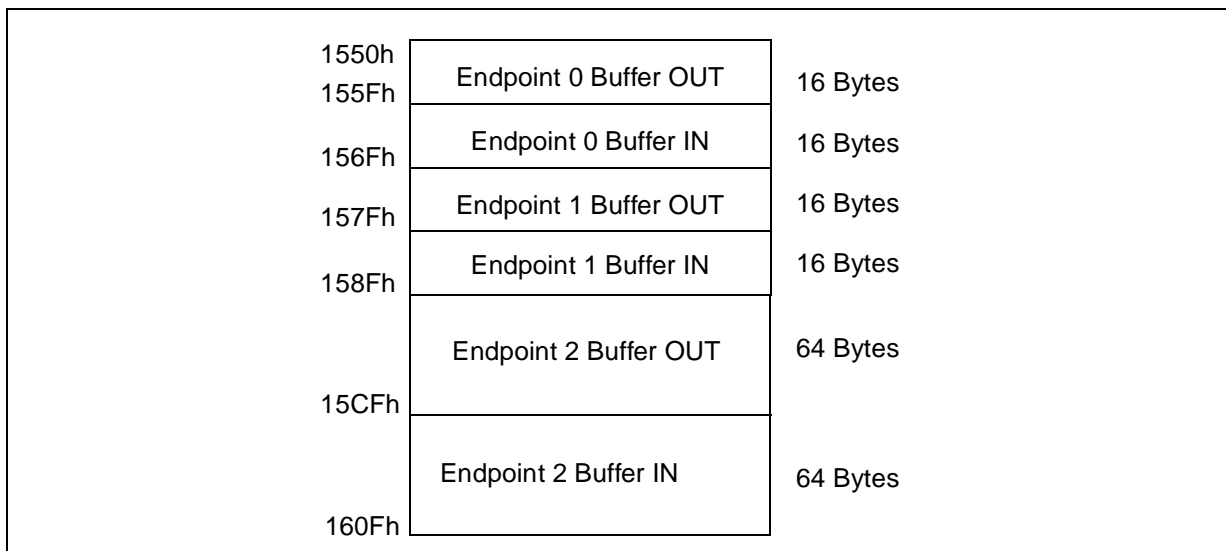 1550h
Endpoint 0 Buffer OUT
16 Bytes
155Fh
Endpoint 0 Buffer IN
16 Bytes
156Fh
Endpoint 1 Buffer OUT
16 Bytes
157Fh
Endpoint 1 Buffer IN
16 Bytes
158Fh
Endpoint 2 Buffer OUT
64 Bytes
15CFh
Endpoint 2 Buffer IN
64 Bytes
160Fh